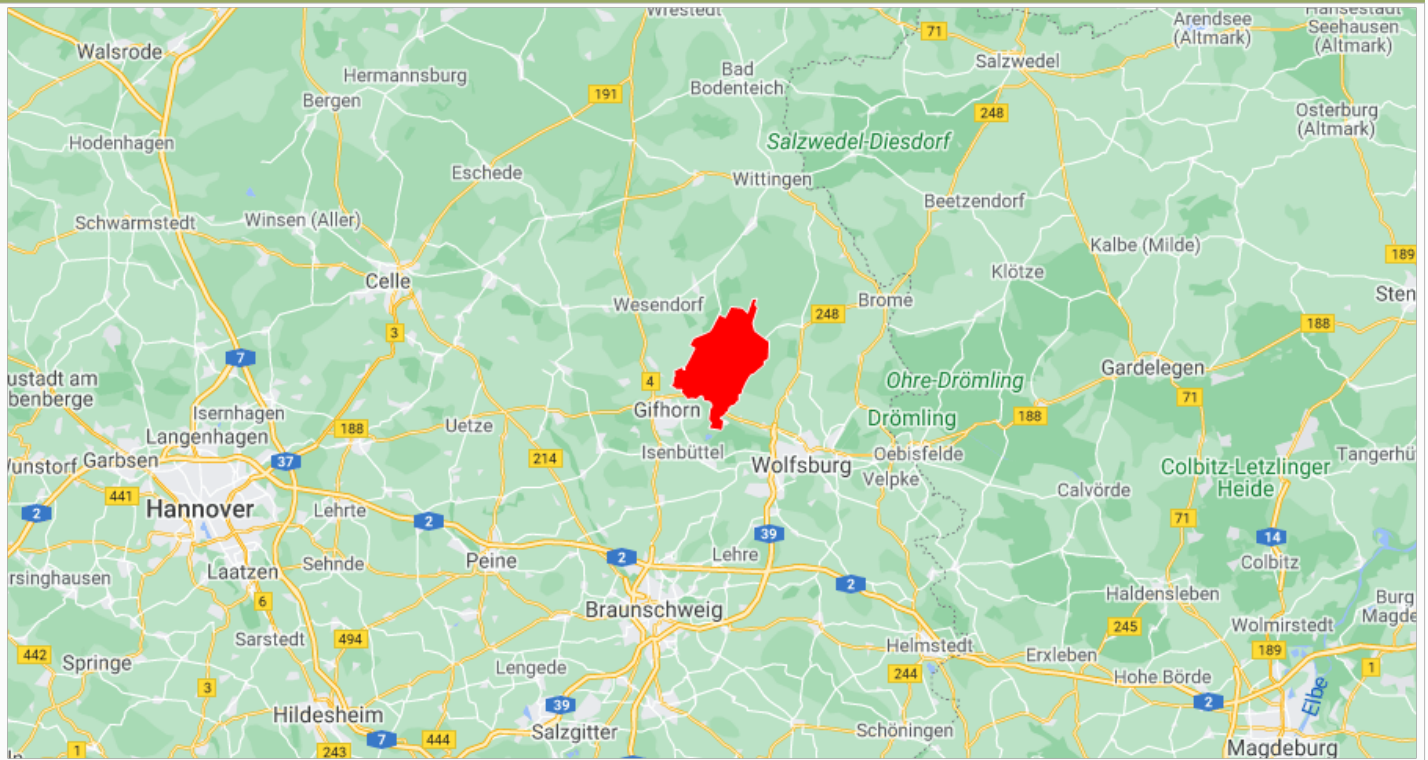 Wrestedt
Arendsee
(Altmark)
Hansestadt
Seehausen
(Altmark)
71
Walsrode
Hermannsburg
Bad
Bodenteich
Salzwedel
Bergen
191
248
Osterburg
(Altmark)
Hodenhagen
Salzwedel-Diesdorf
Eschede
Wittingen
Beetzendorf
Schwarmstedt
Winsen (Aller)
Kalbe (Milde)
189
Celle
Klötze
Sten
Wesendorf
Brome
248
3
188
7
ustadt am
benberge
4
Ohre-Drömling
Gardelegen
71
Isernhagen
Gifhorn
Drömling
188
Langenhagen
188
Uetze
Isenbüttel
Wolfsburg
Oebisfelde
Vunstorf
Garbsen
37
214
Velpke
Colbitz-Letzlinger
Heide
Tangerhü
441
Calvörde
Hannover
2
Lehrte
2
71
39
14
Lehre
2
Peine
Sehnde
Colbitz
rsinghausen
Laatzen
2
Haldensleben
Burg
Magde
6
Braunschweig
245
Wolmirstedt
Sarstedt
494
Helmstedt
Erxleben
189
442
Springe
Lengede
244
Hohe Börde
1
3
39
2
Elbe
Hildesheim
Salzgitter
Schöningen
7
444
1
243
Magdeburg